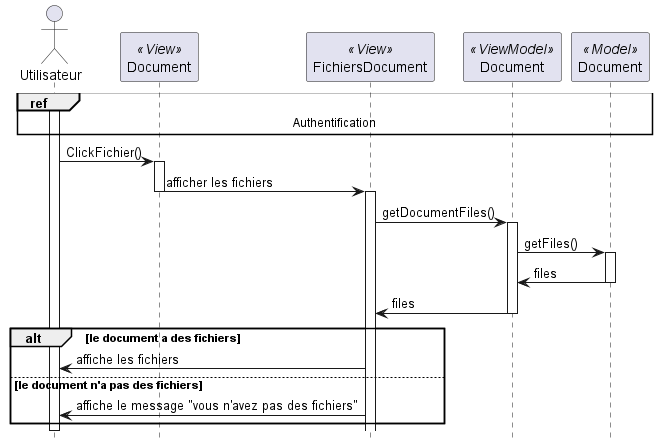 «View» «View» «ViewModel» «Model»
Utilisateur Document FichiersDocument Document Document
ref
Authentification
ClickFichier()
afficher les fichiers
getDocumentFiles()
getFiles()
files
files
alt [le document a des fichiers]
affiche les fichiers
[le document n'a pas des fichiers]
affiche le message "vous n'avez pas des fichiers"